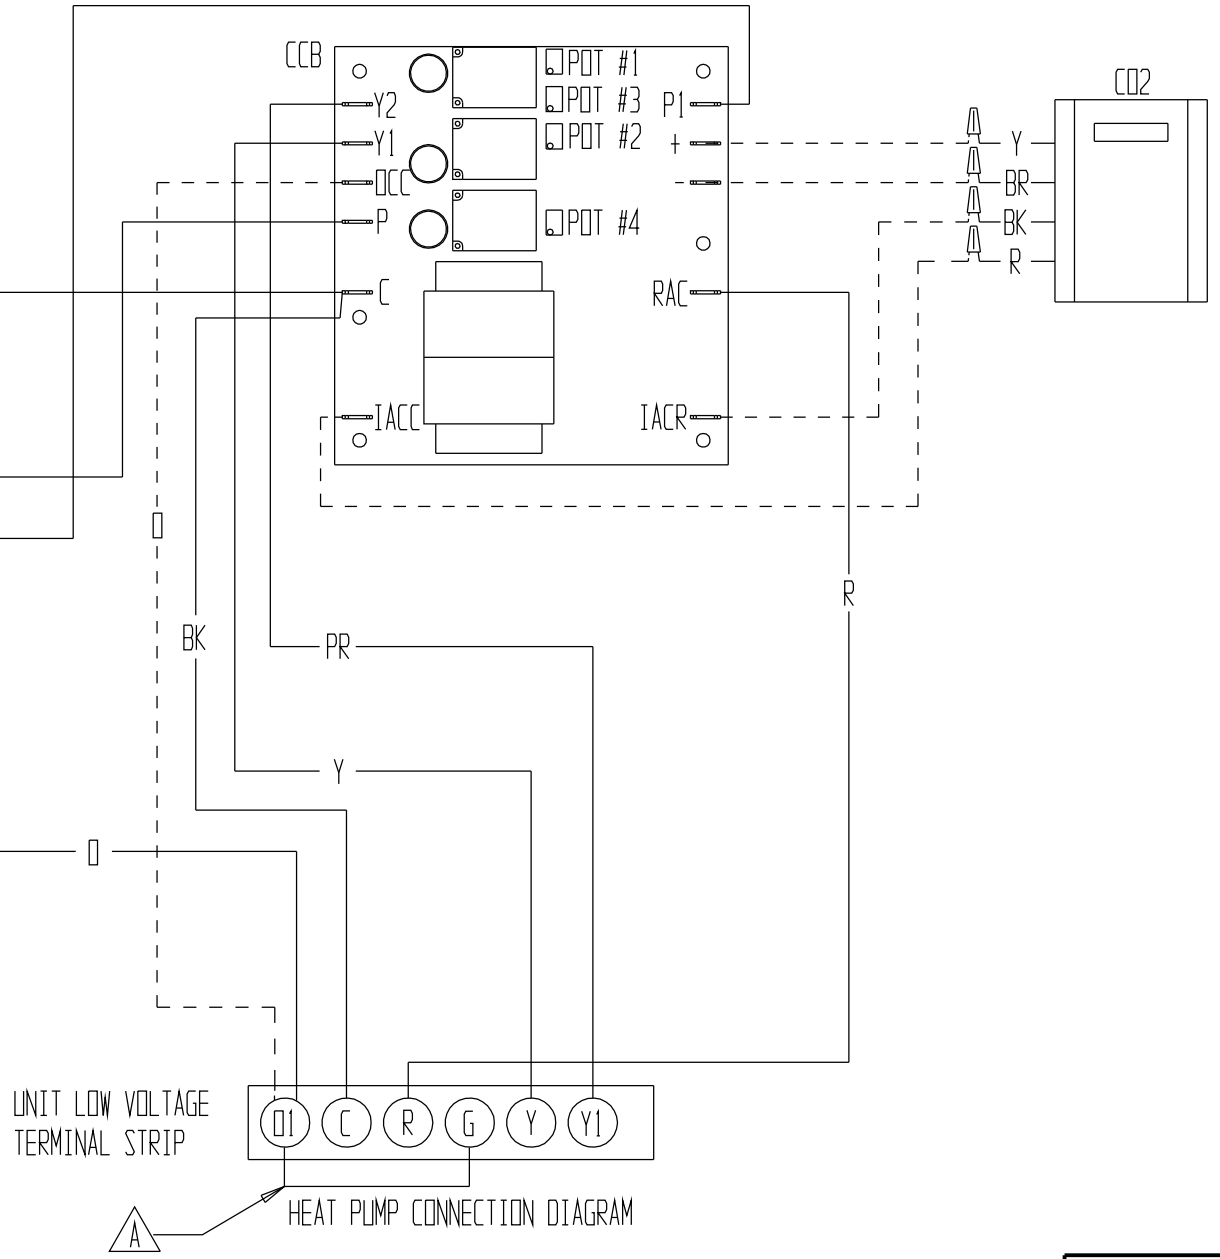 CCB
POT #1
CO2
Y2
POT #3
P1
Y1
POT #2
+
Y
OCC
-
BR
P
POT #4
BK
R
C
RAC
IACC
IACR
O
R
BK
PR
Y
O
UNIT LOW VOLTAGE
TERMINAL STRIP
O1 C R G Y Y1
HEAT PUMP CONNECTION DIAGRAM
A